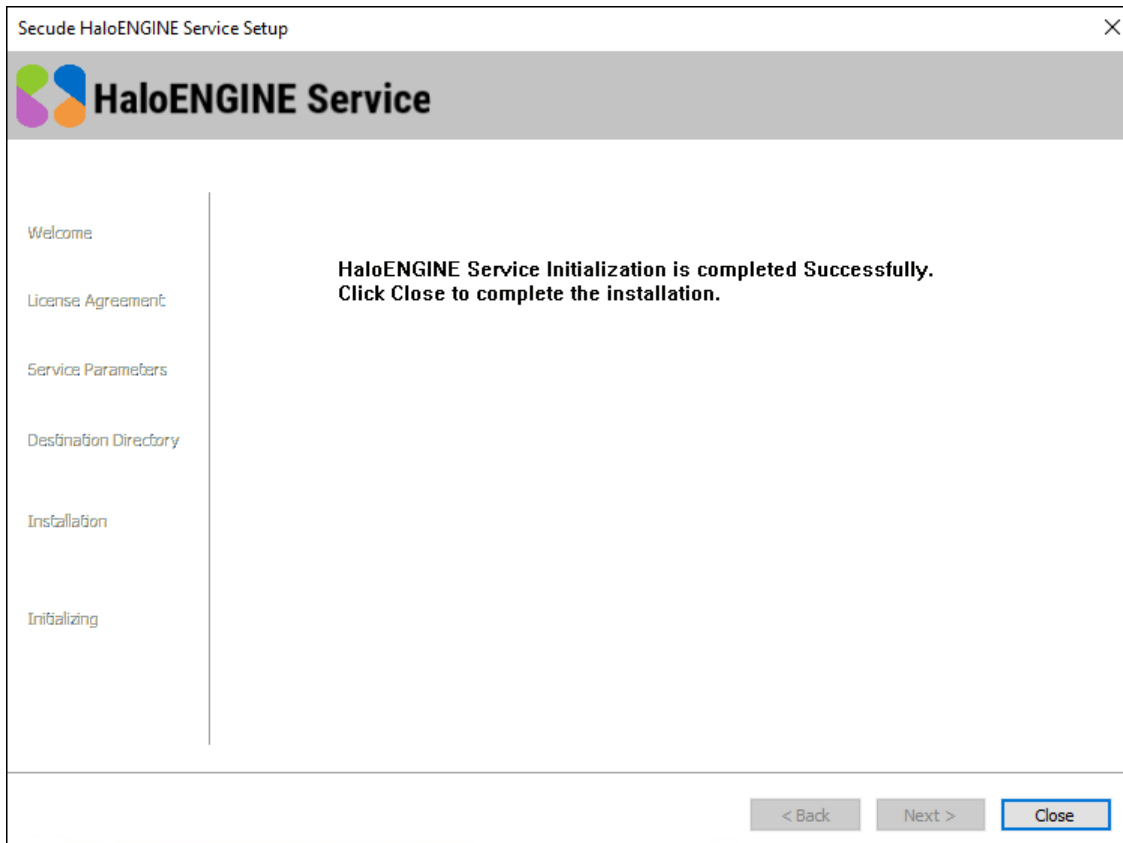 Secude HaloENGINE Service Setup
HaloENGINE Service
Welcome
License Agreement
Service Parameters
Destination Directory
Installation
Initializing
HaloENGINE Service Initialization is completed Successfully.
Click Close to complete the installation.
< Back
Next >
Close